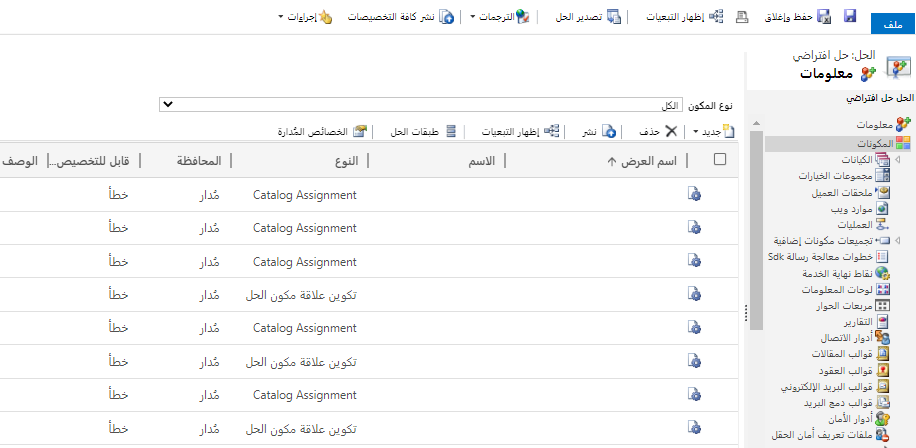 ملف
حفظ وإغلاق
إظهار التبعيات
تصدير الحل
الترجمات
نشر كافة التخصيصات
إجراءات
الحل: حل افتراضي
معلومات
الحل حل افتراضي
معلومات
المكونات
الكيانات
مجموعات الخيارات
ملحقات العميل
موارد ويب
العمليات
تجميعات مكونات إضافية
خطوات معالجة رسالة Sdk
نقاط نهاية الخدمة
لوحات المعلومات
مربعات الحوار
التقارير
أدوار الاتصال
قوالب المقالات
قوالب العقود
قوالب البريد الإلكتروني
قوالب دمج البريد
أدوار الأمان
ملفات تعريف أمان الحقل
نوع المكون
الكل
جديد
حذف
نشر
إظهار التبعيات
طبقات الحل
الخصائص المُدارة
اسم العرض الاسم النوع المحافظة قابل للتخصيص... الوصف
Catalog Assignment مُدار خطأ
Catalog Assignment مُدار خطأ
Catalog Assignment مُدار خطأ
تكوين علاقة مكون الحل مُدار خطأ
Catalog Assignment مُدار خطأ
تكوين علاقة مكون الحل مُدار خطأ
Catalog Assignment مُدار خطأ
تكوين علاقة مكون الحل مُدار خطأ